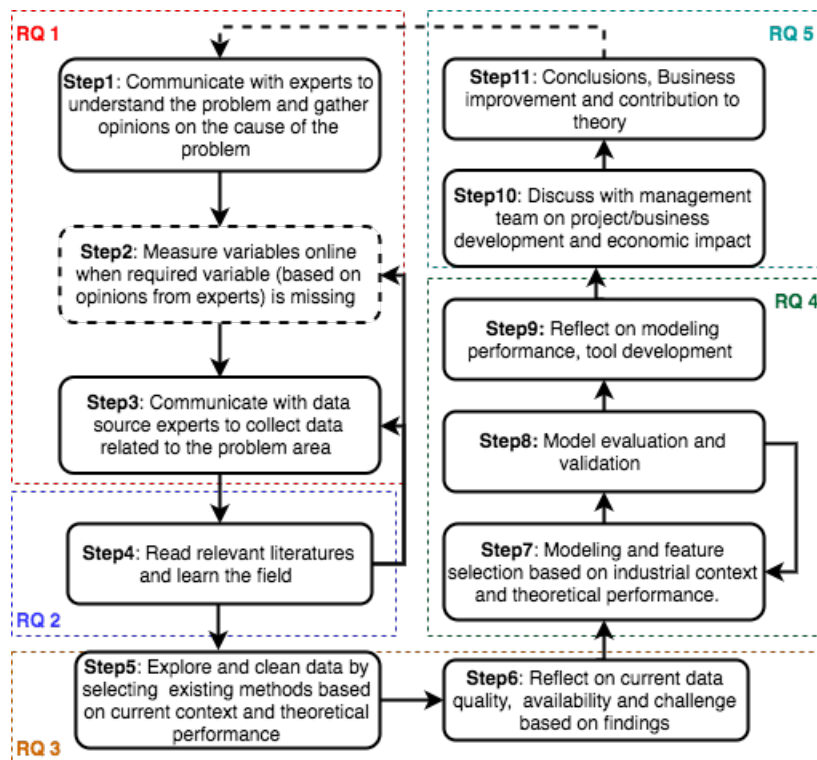 RQ 1
Step1: Communicate with experts to
understand the problem and gather
opinions on the cause of the
problem
Step2: Measure variables online
when required variable (based on
opinions from experts) is missing
Step3: Communicate with data
source experts to collect data
related to the problem area
Step4: Read relevant literatures
and learn the field
RQ 2
Step5: Explore and clean data by
selecting existing methods based
on current context and theoretical
performance
RQ 3
Step6: Reflect on current data
quality, availability and challenge
based on findings
RQ 4
Step7: Modeling and feature
selection based on industrial context
and theoretical performance.
Step8: Model evaluation and
validation
Step9: Reflect on modeling
performance, tool development
RQ 5
Step10: Discuss with management
team on project/business
development and economic impact
Step11: Conclusions, Business
improvement and contribution to
theory